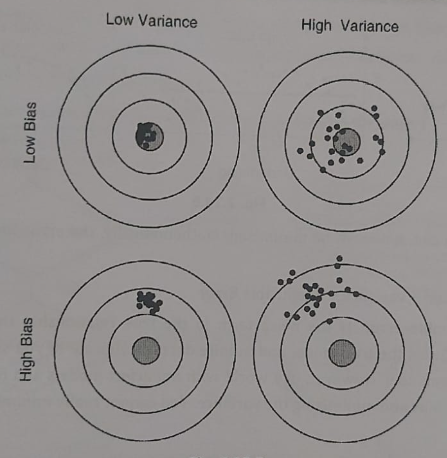 Low Variance
High Variance
Low Bias
High Bias